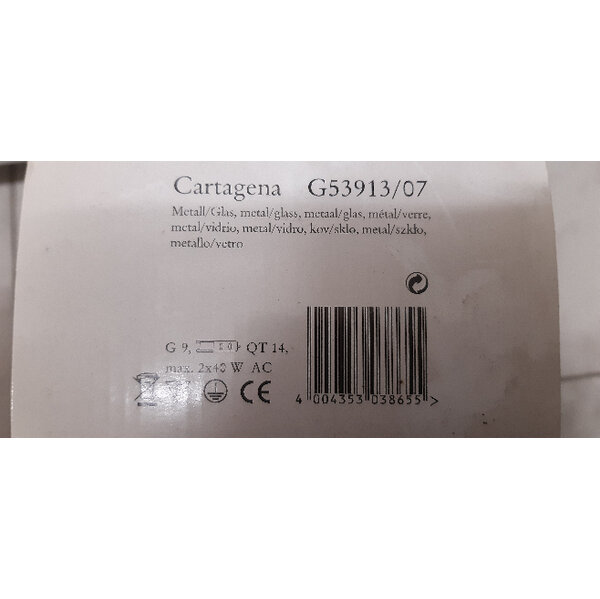 Cartagena G53913/07
Metall/Glas, metal/glass, metaal/glas, métal/verre,
metal/vidrio, metal/vidro, kov/sklo, metal/szkło,
metallo/vetro
G 9, QT 14,
max. 2x40 W AC
CE
4 004353 038655 >